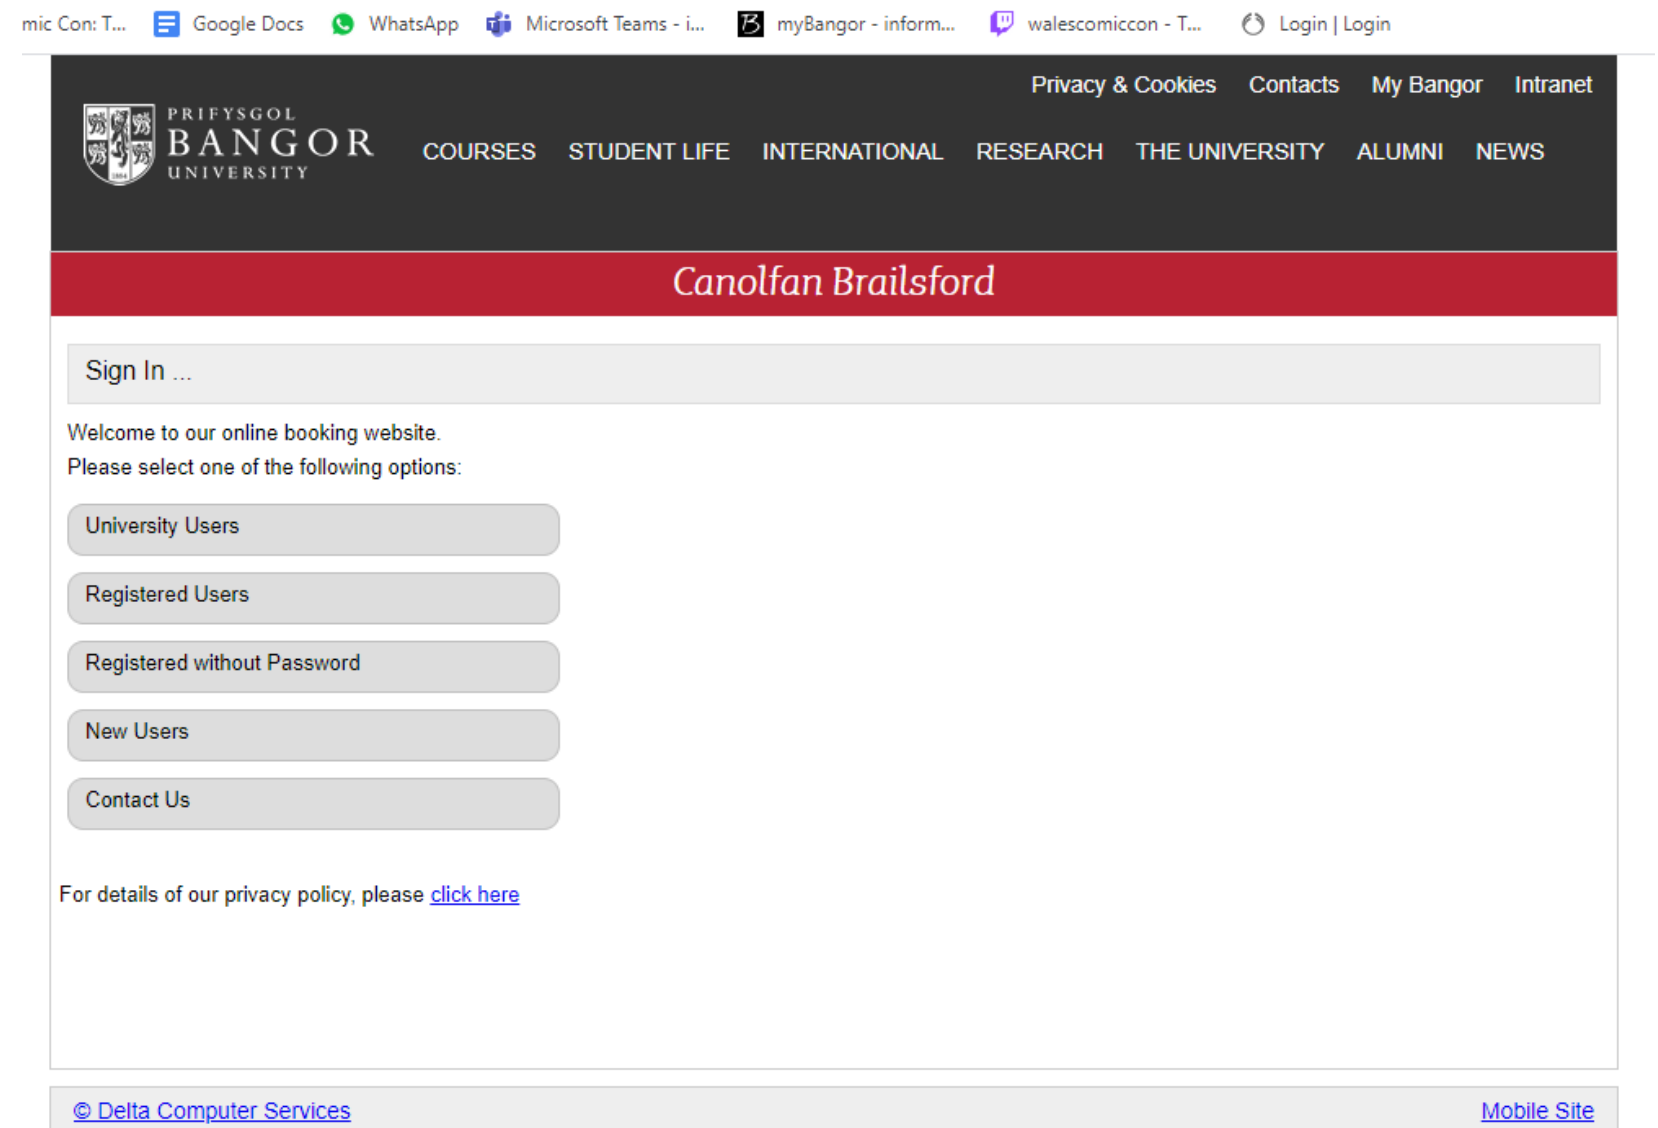 mic Con: T... Google Docs WhatsApp Microsoft Teams - i... myBangor - inform... walescomiccon - T... Login | Login
Privacy & Cookies Contacts My Bangor Intranet
PRIFYSGOL
BANGOR
UNIVERSITY
1884
COURSES STUDENT LIFE INTERNATIONAL RESEARCH THE UNIVERSITY ALUMNI NEWS
Canolfan Brailsford
Sign In ...
Welcome to our online booking website.
Please select one of the following options:
University Users
Registered Users
Registered without Password
New Users
Contact Us
For details of our privacy policy, please click here
© Delta Computer Services Mobile Site